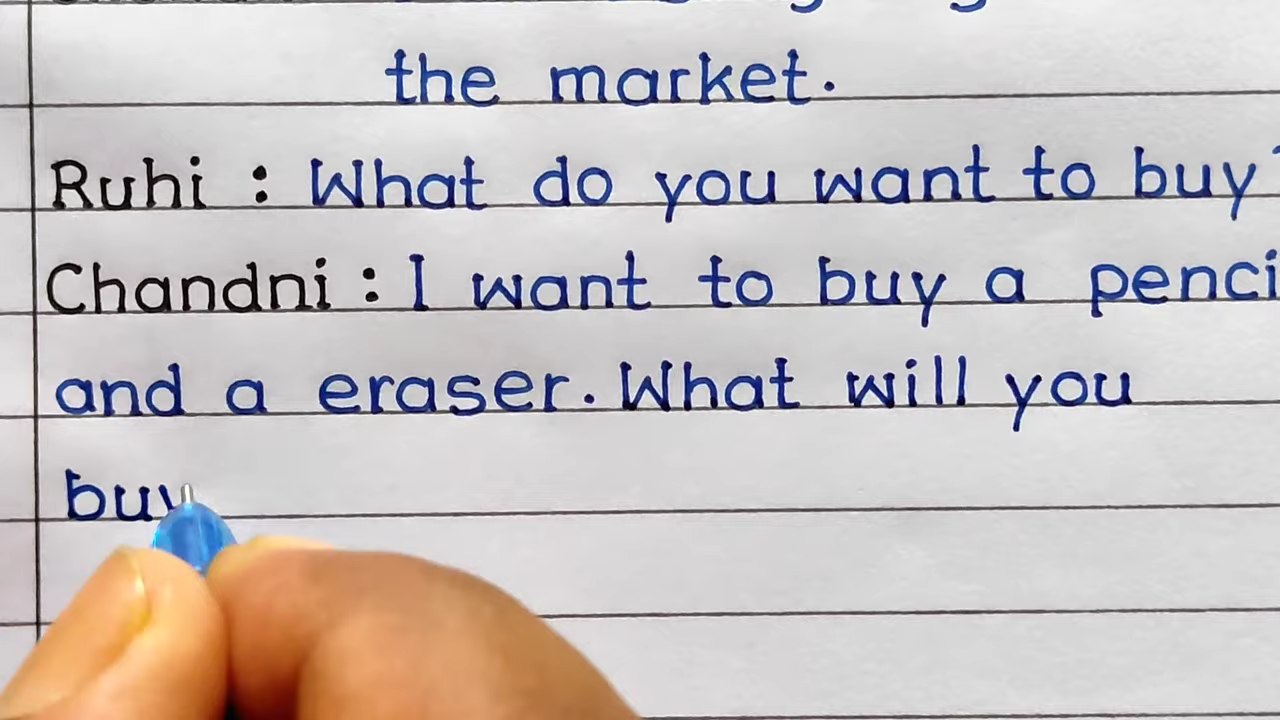 the market.
Ruhi : What do you want to buy?
Chandni : I want to buy a penci
and a eraser. What will you
buy